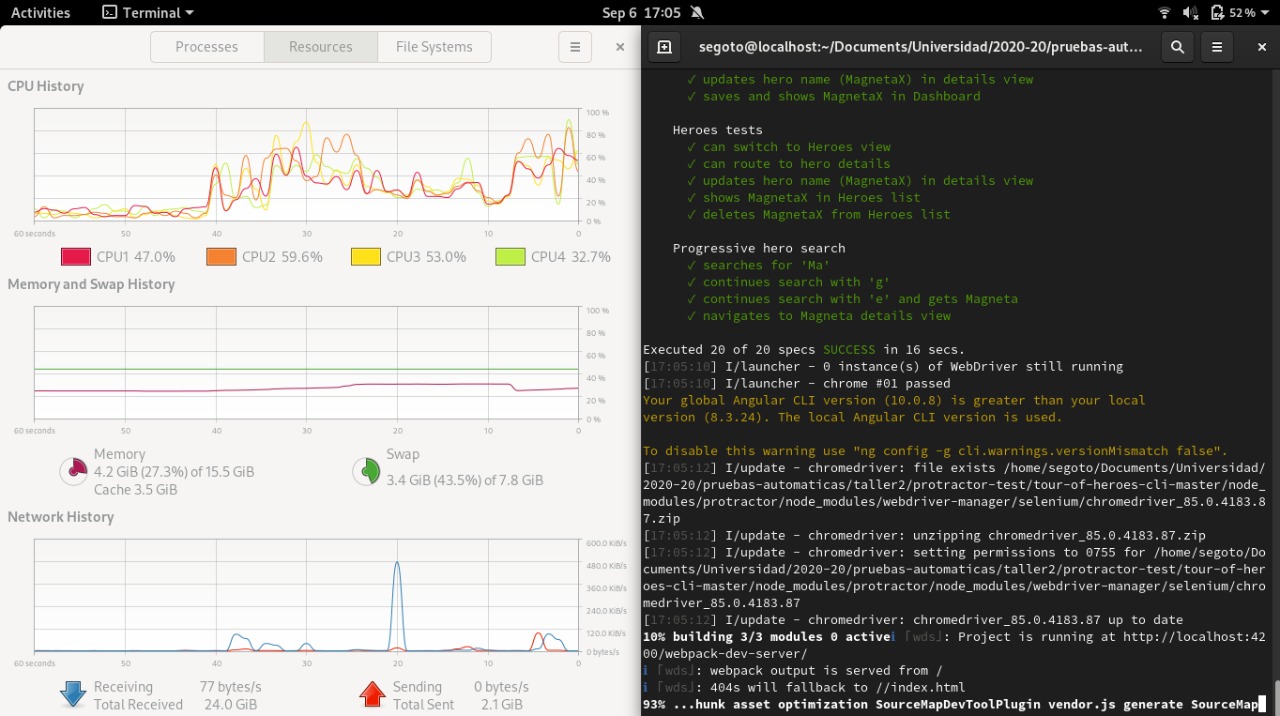 Activities
Terminal
Sep 6 17:05
52 %
Processes
Resources
File Systems
CPU History
100 %
80 %
60 %
40 %
20 %
0 %
60 seconds 50 40 30 20 10 0
CPU1 47.0% CPU2 59.6% CPU3 53.0% CPU4 32.7%
Memory and Swap History
100 %
80 %
60 %
40 %
20 %
0 %
60 seconds 50 40 30 20 10 0
Memory
4.2 GiB (27.3%) of 15.5 GiB
Cache 3.5 GiB
Swap
3.4 GiB (43.5%) of 7.8 GiB
Network History
600.0 KiB/s
480.0 KiB/s
360.0 KiB/s
240.0 KiB/s
120.0 KiB/s
0 bytes/s
60 seconds 50 40 30 20 10 0
Receiving 77 bytes/s
Total Received 24.0 GiB
Sending 0 bytes/s
Total Sent 2.1 GiB
segoto@localhost:~/Documents/Universidad/2020-20/pruebas-aut...
✓ updates hero name (MagnetaX) in details view
✓ saves and shows MagnetaX in Dashboard
Heroes tests
✓ can switch to Heroes view
✓ can route to hero details
✓ updates hero name (MagnetaX) in details view
✓ shows MagnetaX in Heroes list
✓ deletes MagnetaX from Heroes list
Progressive hero search
✓ searches for 'Ma'
✓ continues search with 'g'
✓ continues search with 'e' and gets Magneta
✓ navigates to Magneta details view
Executed 20 of 20 specs SUCCESS in 16 secs.
[17:05:10] I/launcher - 0 instance(s) of WebDriver still running
[17:05:10] I/launcher - chrome #01 passed
Your global Angular CLI version (10.0.8) is greater than your local
version (8.3.24). The local Angular CLI version is used.
To disable this warning use "ng config -g cli.warnings.versionMismatch false".
[17:05:12] I/update - chromedriver: file exists /home/segoto/Documents/Universidad/
2020-20/pruebas-automaticas/taller2/protractor-test/tour-of-heroes-cli-master/node_
modules/protractor/node_modules/webdriver-manager/selenium/chromedriver_85.0.4183.8
7.zip
[17:05:12] I/update - chromedriver: unzipping chromedriver_85.0.4183.87.zip
[17:05:12] I/update - chromedriver: setting permissions to 0755 for /home/segoto/Do
cuments/Universidad/2020-20/pruebas-automaticas/taller2/protractor-test/tour-of-her
oes-cli-master/node_modules/protractor/node_modules/webdriver-manager/selenium/chro
medriver_85.0.4183.87
[17:05:12] I/update - chromedriver: chromedriver_85.0.4183.87 up to date
10% building 3/3 modules 0 activeℹ ｢wds｣: Project is running at http://localhost:42
00/webpack-dev-server/
ℹ ｢wds｣: webpack output is served from /
ℹ ｢wds｣: 404s will fallback to //index.html
93% ...hunk asset optimization SourceMapDevToolPlugin vendor.js generate SourceMap